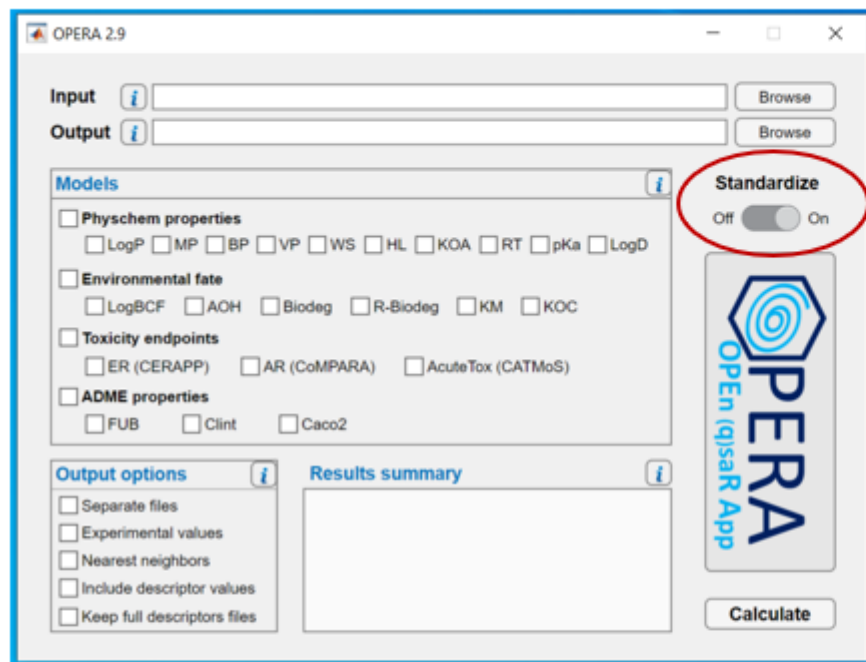 OPERA 2.9
Input i Browse
Output i Browse
Models i
Standardize
Off On
Physchem properties
LogP MP BP VP WS HL KOA RT pKa LogD
Environmental fate
LogBCF AOH Biodeg R-Biodeg KM KOC
Toxicity endpoints
ER (CERAPP) AR (CoMPARA) AcuteTox (CATMoS)
ADME properties
FUB Clint Caco2
OPERA
OPEn (q)saR App
Output options i
Separate files
Experimental values
Nearest neighbors
Include descriptor values
Keep full descriptors files
Results summary i
Calculate